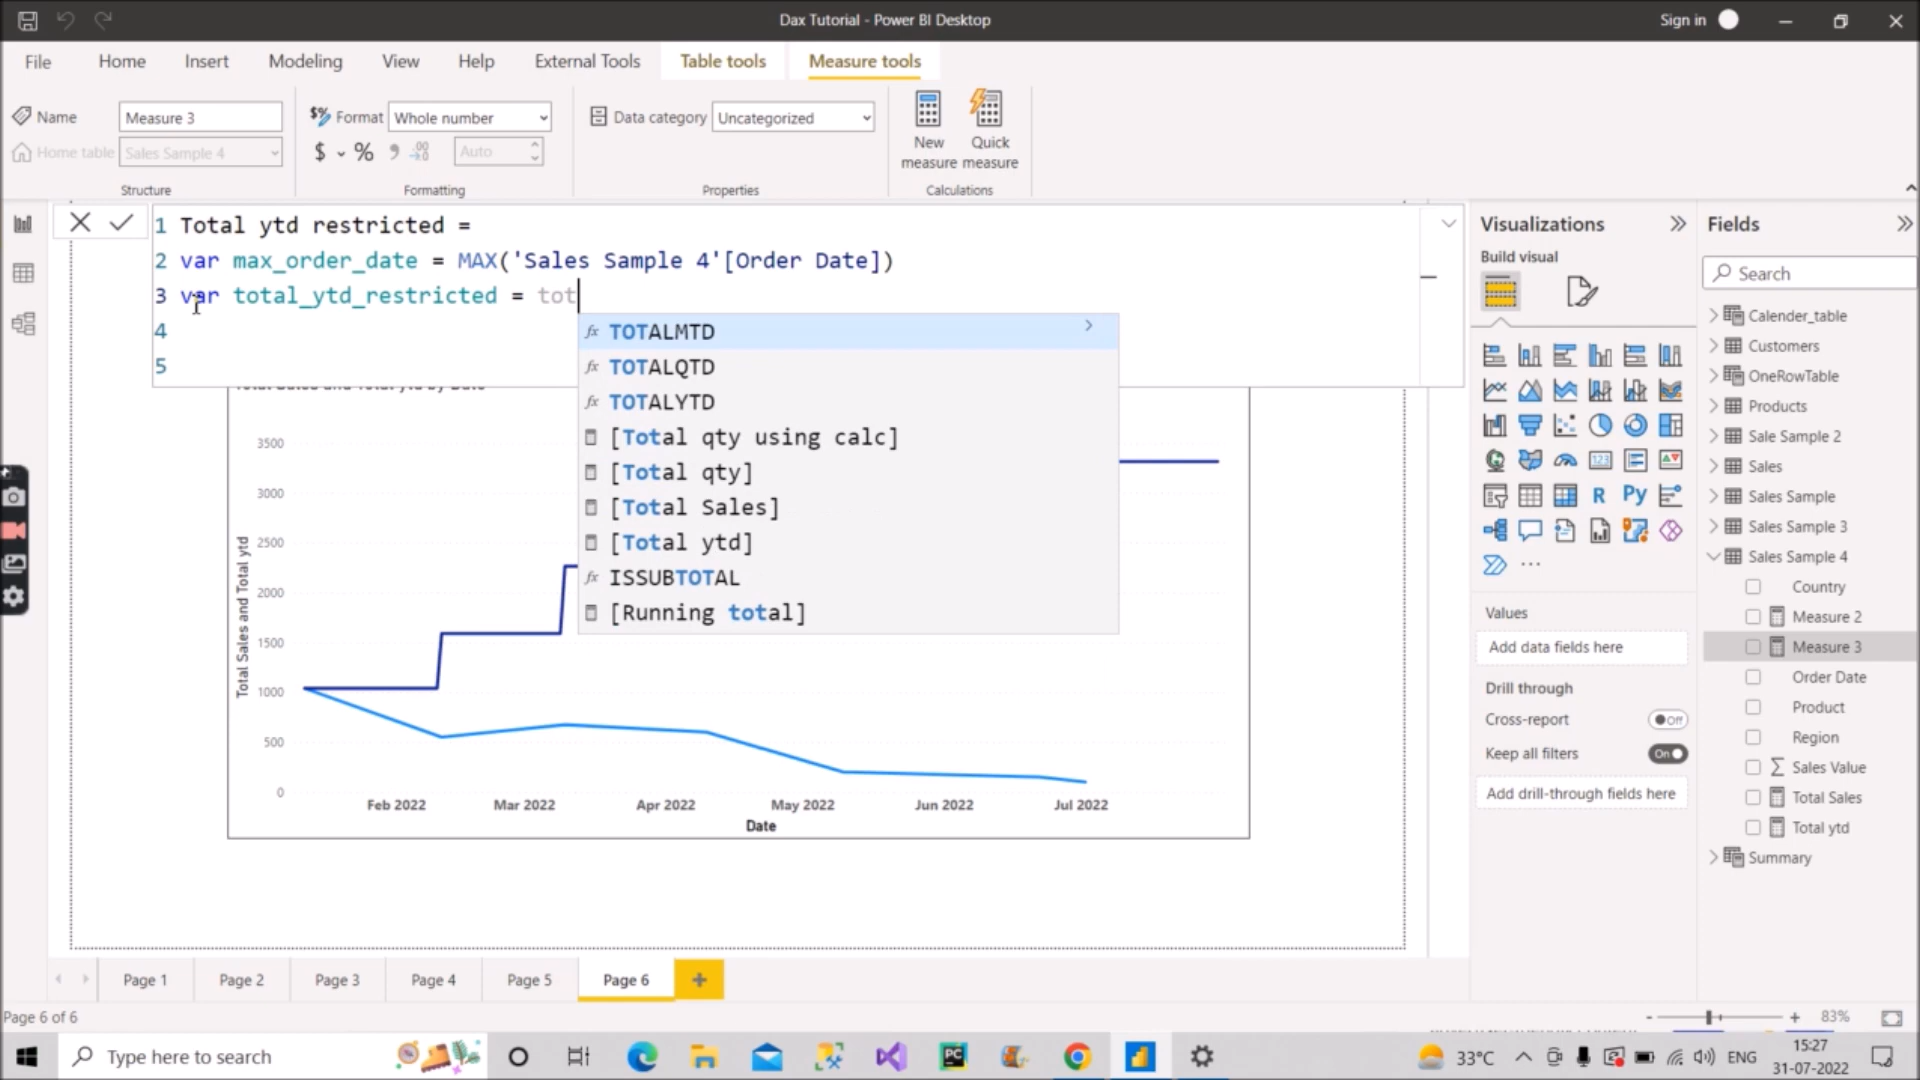 Dax Tutorial - Power BI Desktop
Sign in
File Home Insert Modeling View Help External Tools Table tools Measure tools
Name Measure 3
Home table Sales Sample 4
Structure
Format Whole number
$ % Auto
Formatting
Data category Uncategorized
Properties
New measure
Quick measure
Calculations
1 Total ytd restricted =
2 var max_order_date = MAX('Sales Sample 4'[Order Date])
3 var total_ytd_restricted = tot
4
5
TOTALMTD
TOTALQTD
TOTALYTD
[Total qty using calc]
[Total qty]
[Total Sales]
[Total ytd]
ISSUBTOTAL
[Running total]
Total Sales and Total ytd by Date
Total Sales and Total ytd
3500
3000
2500
2000
1500
1000
500
0
Feb 2022 Mar 2022 Apr 2022 May 2022 Jun 2022 Jul 2022
Date
Visualizations
Build visual
R Py
123
Values
Add data fields here
Drill through
Cross-report Off
Keep all filters On
Add drill-through fields here
Fields
Search
Calender_table
Customers
OneRowTable
Products
Sale Sample 2
Sales
Sales Sample
Sales Sample 3
Sales Sample 4
Country
Measure 2
Measure 3
Order Date
Product
Region
Sales Value
Total Sales
Total ytd
Summary
Page 1 Page 2 Page 3 Page 4 Page 5 Page 6 +
Page 6 of 6
- + 83%
Type here to search
PC
33°C ENG
15:27
31-07-2022